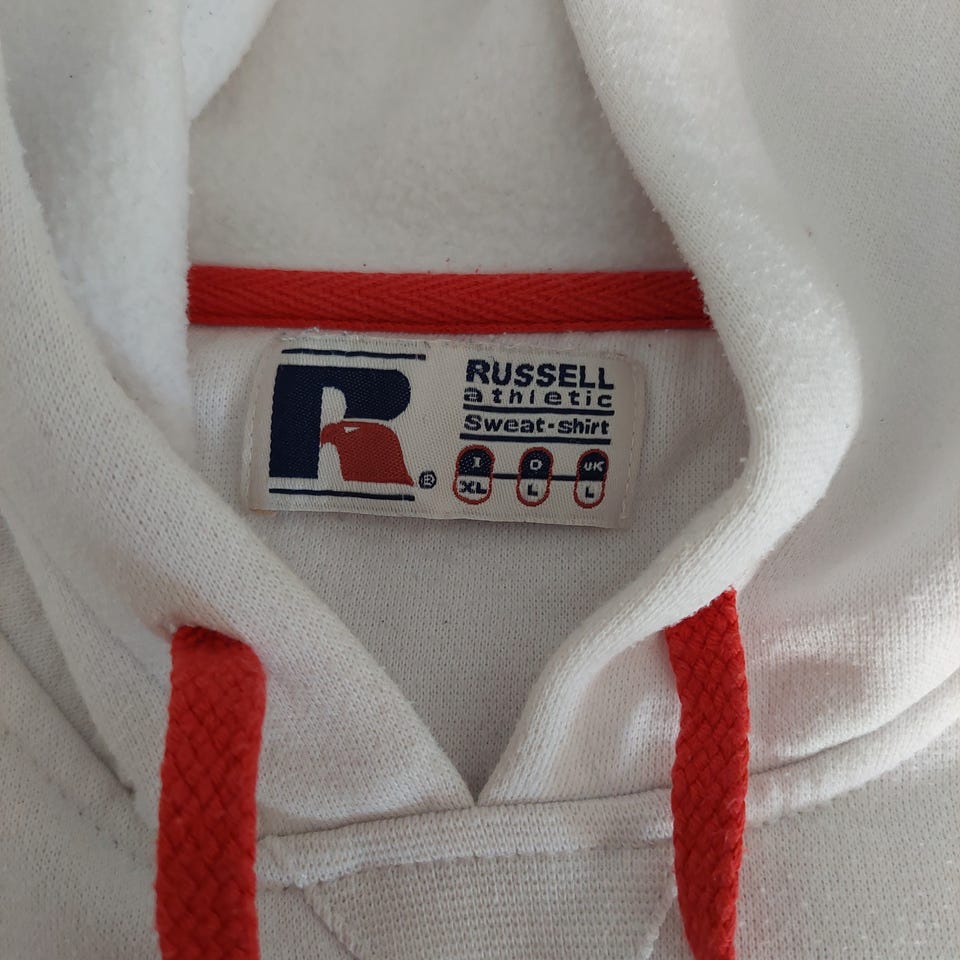 R ®
RUSSELL
athletic
Sweat-shirt
I D UK
XL L L